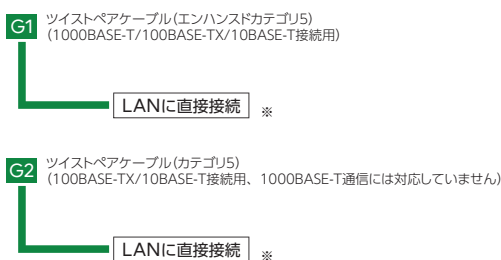 G1 ツイストペアケーブル(エンハンスドカテゴリ5)
(1000BASE-T/100BASE-TX/10BASE-T接続用)
LANに直接接続 ※
G2 ツイストペアケーブル(カテゴリ5)
(100BASE-TX/10BASE-T接続用、1000BASE-T通信には対応していません)
LANに直接接続 ※